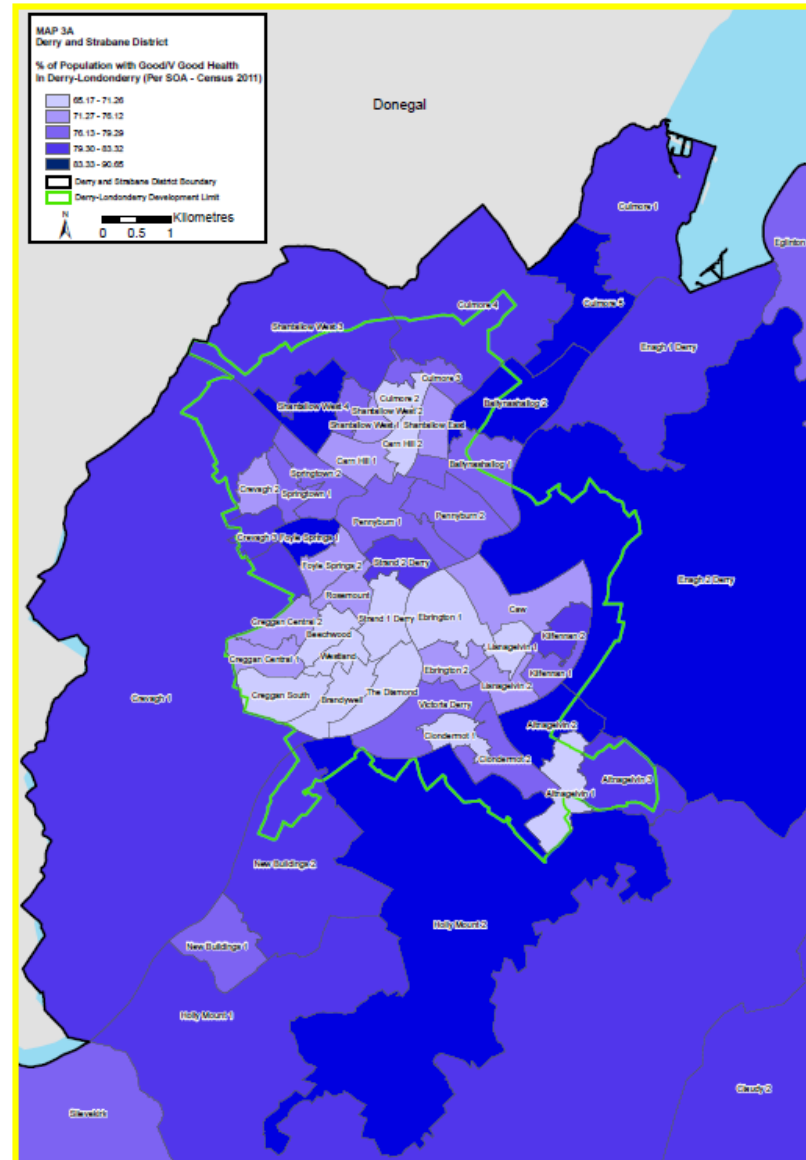 MAP 3A
Derry and Strabane District
% of Population with Good/V Good Health
In Derry-Londonderry (Per SOA - Census 2011)
65.17 - 71.26
71.27 - 76.12
76.13 - 79.29
79.30 - 83.32
83.33 - 90.65
Derry and Strabane District Boundary
Derry-Londonderry Development Limit
N
Kilometres
0 0.5 1
Donegal
Culmore 1
Eglinton
Culmore 5
Culmore 4
Shantallow West 3
Enagh 1 Derry
Culmore 3
Culmore 2
Ballynashallog 2
Shantallow West 4
Shantallow West 2
Shantallow West 1
Shantallow East
Carn Hill 2
Carn Hill 1
Ballynashallog 1
Springtown 2
Crevagh 2
Springtown 1
Pennyburn 2
Pennyburn 1
Crevagh 3
Foyle Springs 1
Strand 2 Derry
Foyle Springs 2
Enagh 2 Derry
Rosemount
Caw
Strand 1 Derry
Ebrington 1
Creggan Central 2
Beechwood
Kilfennan 2
Lisnagelvin 1
Westland
Creggan Central 1
Ebrington 2
Kilfennan 1
Lisnagelvin 2
The Diamond
Creggan South
Brandywell
Crevagh 1
Victoria Derry
Altnagelvin 2
Clondermot 1
Clondermot 2
Altnagelvin 3
Altnagelvin 1
New Buildings 2
Holly Mount 2
New Buildings 1
Holly Mount 1
Claudy 2
Slievekirk